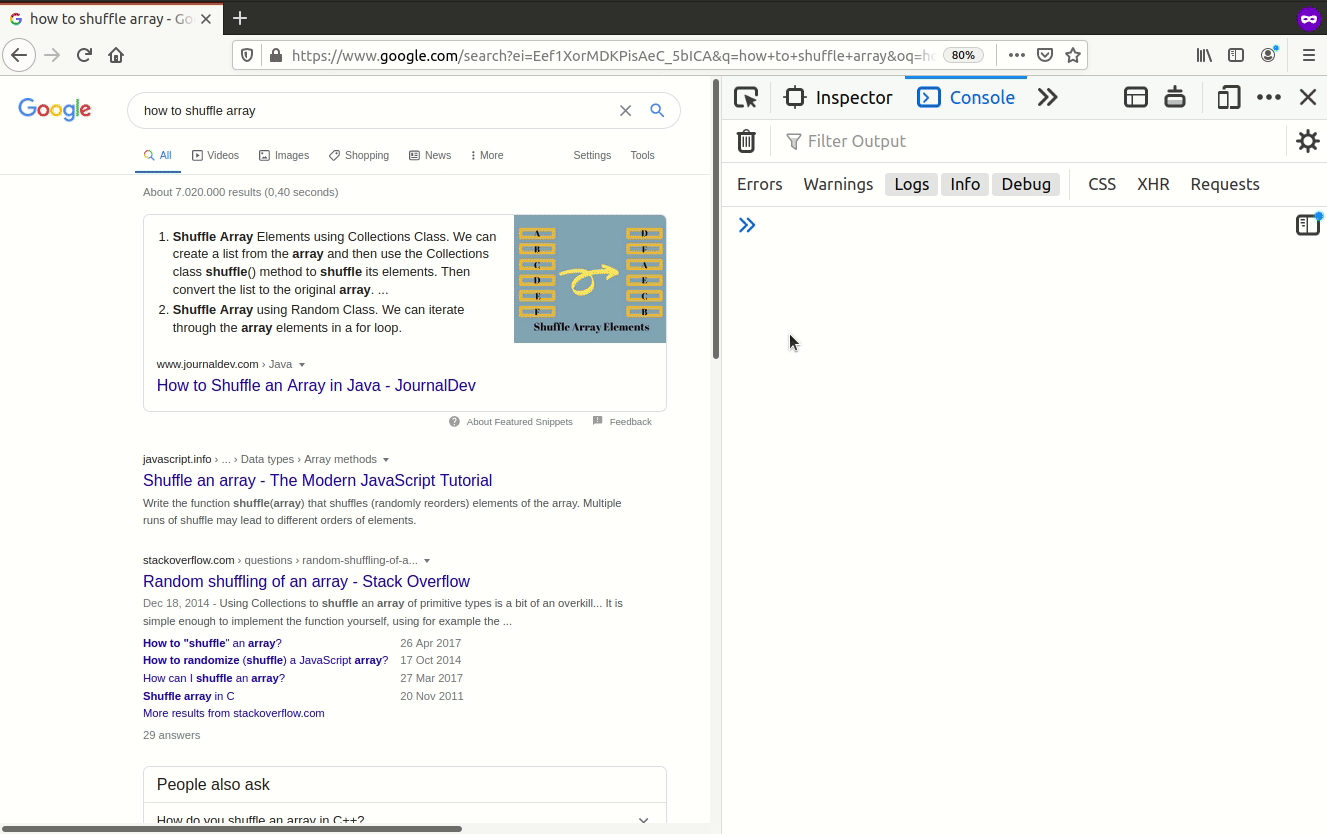 how to shuffle array - Go
https://www.google.com/search?ei=Eef1XorMDKPisAeC_5bICA&q=how+to+shuffle+array&oq=ho
80%
Google
how to shuffle array
All Videos Images Shopping News More Settings Tools
About 7.020.000 results (0,40 seconds)
1. Shuffle Array Elements using Collections Class. We can
create a list from the array and then use the Collections
class shuffle() method to shuffle its elements. Then
convert the list to the original array. ...
2. Shuffle Array using Random Class. We can iterate
through the array elements in a for loop.
A D
B F
C A
D E
E C
F B
Shuffle Array Elements
www.journaldev.com › Java
How to Shuffle an Array in Java - JournalDev
About Featured Snippets Feedback
javascript.info › ... › Data types › Array methods
Shuffle an array - The Modern JavaScript Tutorial
Write the function shuffle(array) that shuffles (randomly reorders) elements of the array. Multiple
runs of shuffle may lead to different orders of elements.
stackoverflow.com › questions › random-shuffling-of-a...
Random shuffling of an array - Stack Overflow
Dec 18, 2014 - Using Collections to shuffle an array of primitive types is a bit of an overkill... It is
simple enough to implement the function yourself, using for example the ...
How to "shuffle" an array? 26 Apr 2017
How to randomize (shuffle) a JavaScript array? 17 Oct 2014
How can I shuffle an array? 27 Mar 2017
Shuffle array in C 20 Nov 2011
More results from stackoverflow.com
29 answers
People also ask
How do you shuffle an array in C++?
Inspector Console
Filter Output
Errors Warnings Logs Info Debug CSS XHR Requests